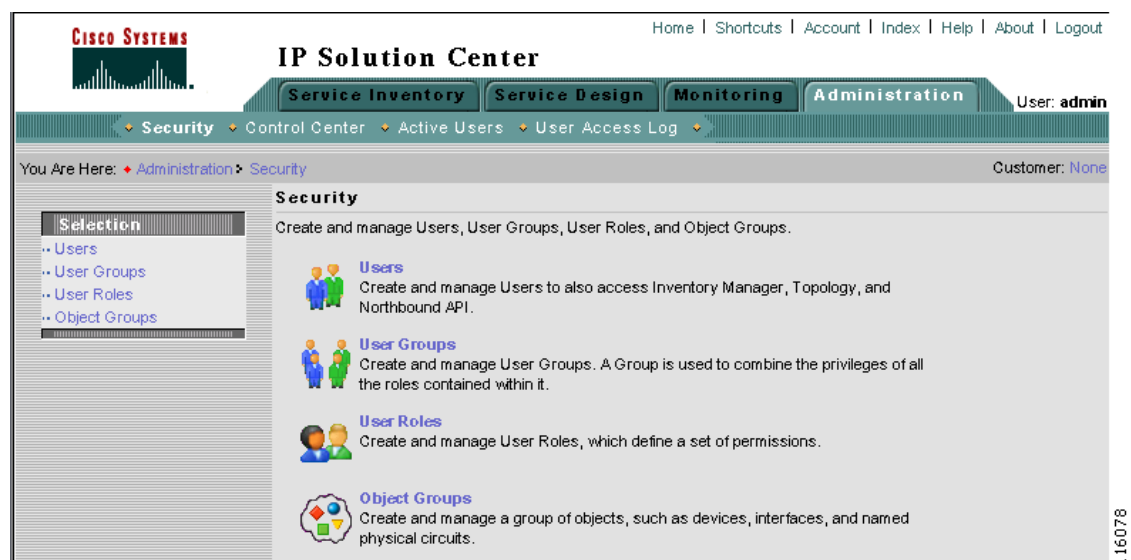 CISCO SYSTEMS
Home | Shortcuts | Account | Index | Help | About | Logout
IP Solution Center
Service Inventory Service Design Monitoring Administration
User: admin
Security Control Center Active Users User Access Log
You Are Here: Administration Security
Customer: None
Selection
Users
User Groups
User Roles
Object Groups
Security
Create and manage Users, User Groups, User Roles, and Object Groups.
Users
Create and manage Users to also access Inventory Manager, Topology, and
Northbound API.
User Groups
Create and manage User Groups. A Group is used to combine the privileges of all
the roles contained within it.
User Roles
Create and manage User Roles, which define a set of permissions.
Object Groups
Create and manage a group of objects, such as devices, interfaces, and named
physical circuits.
16078